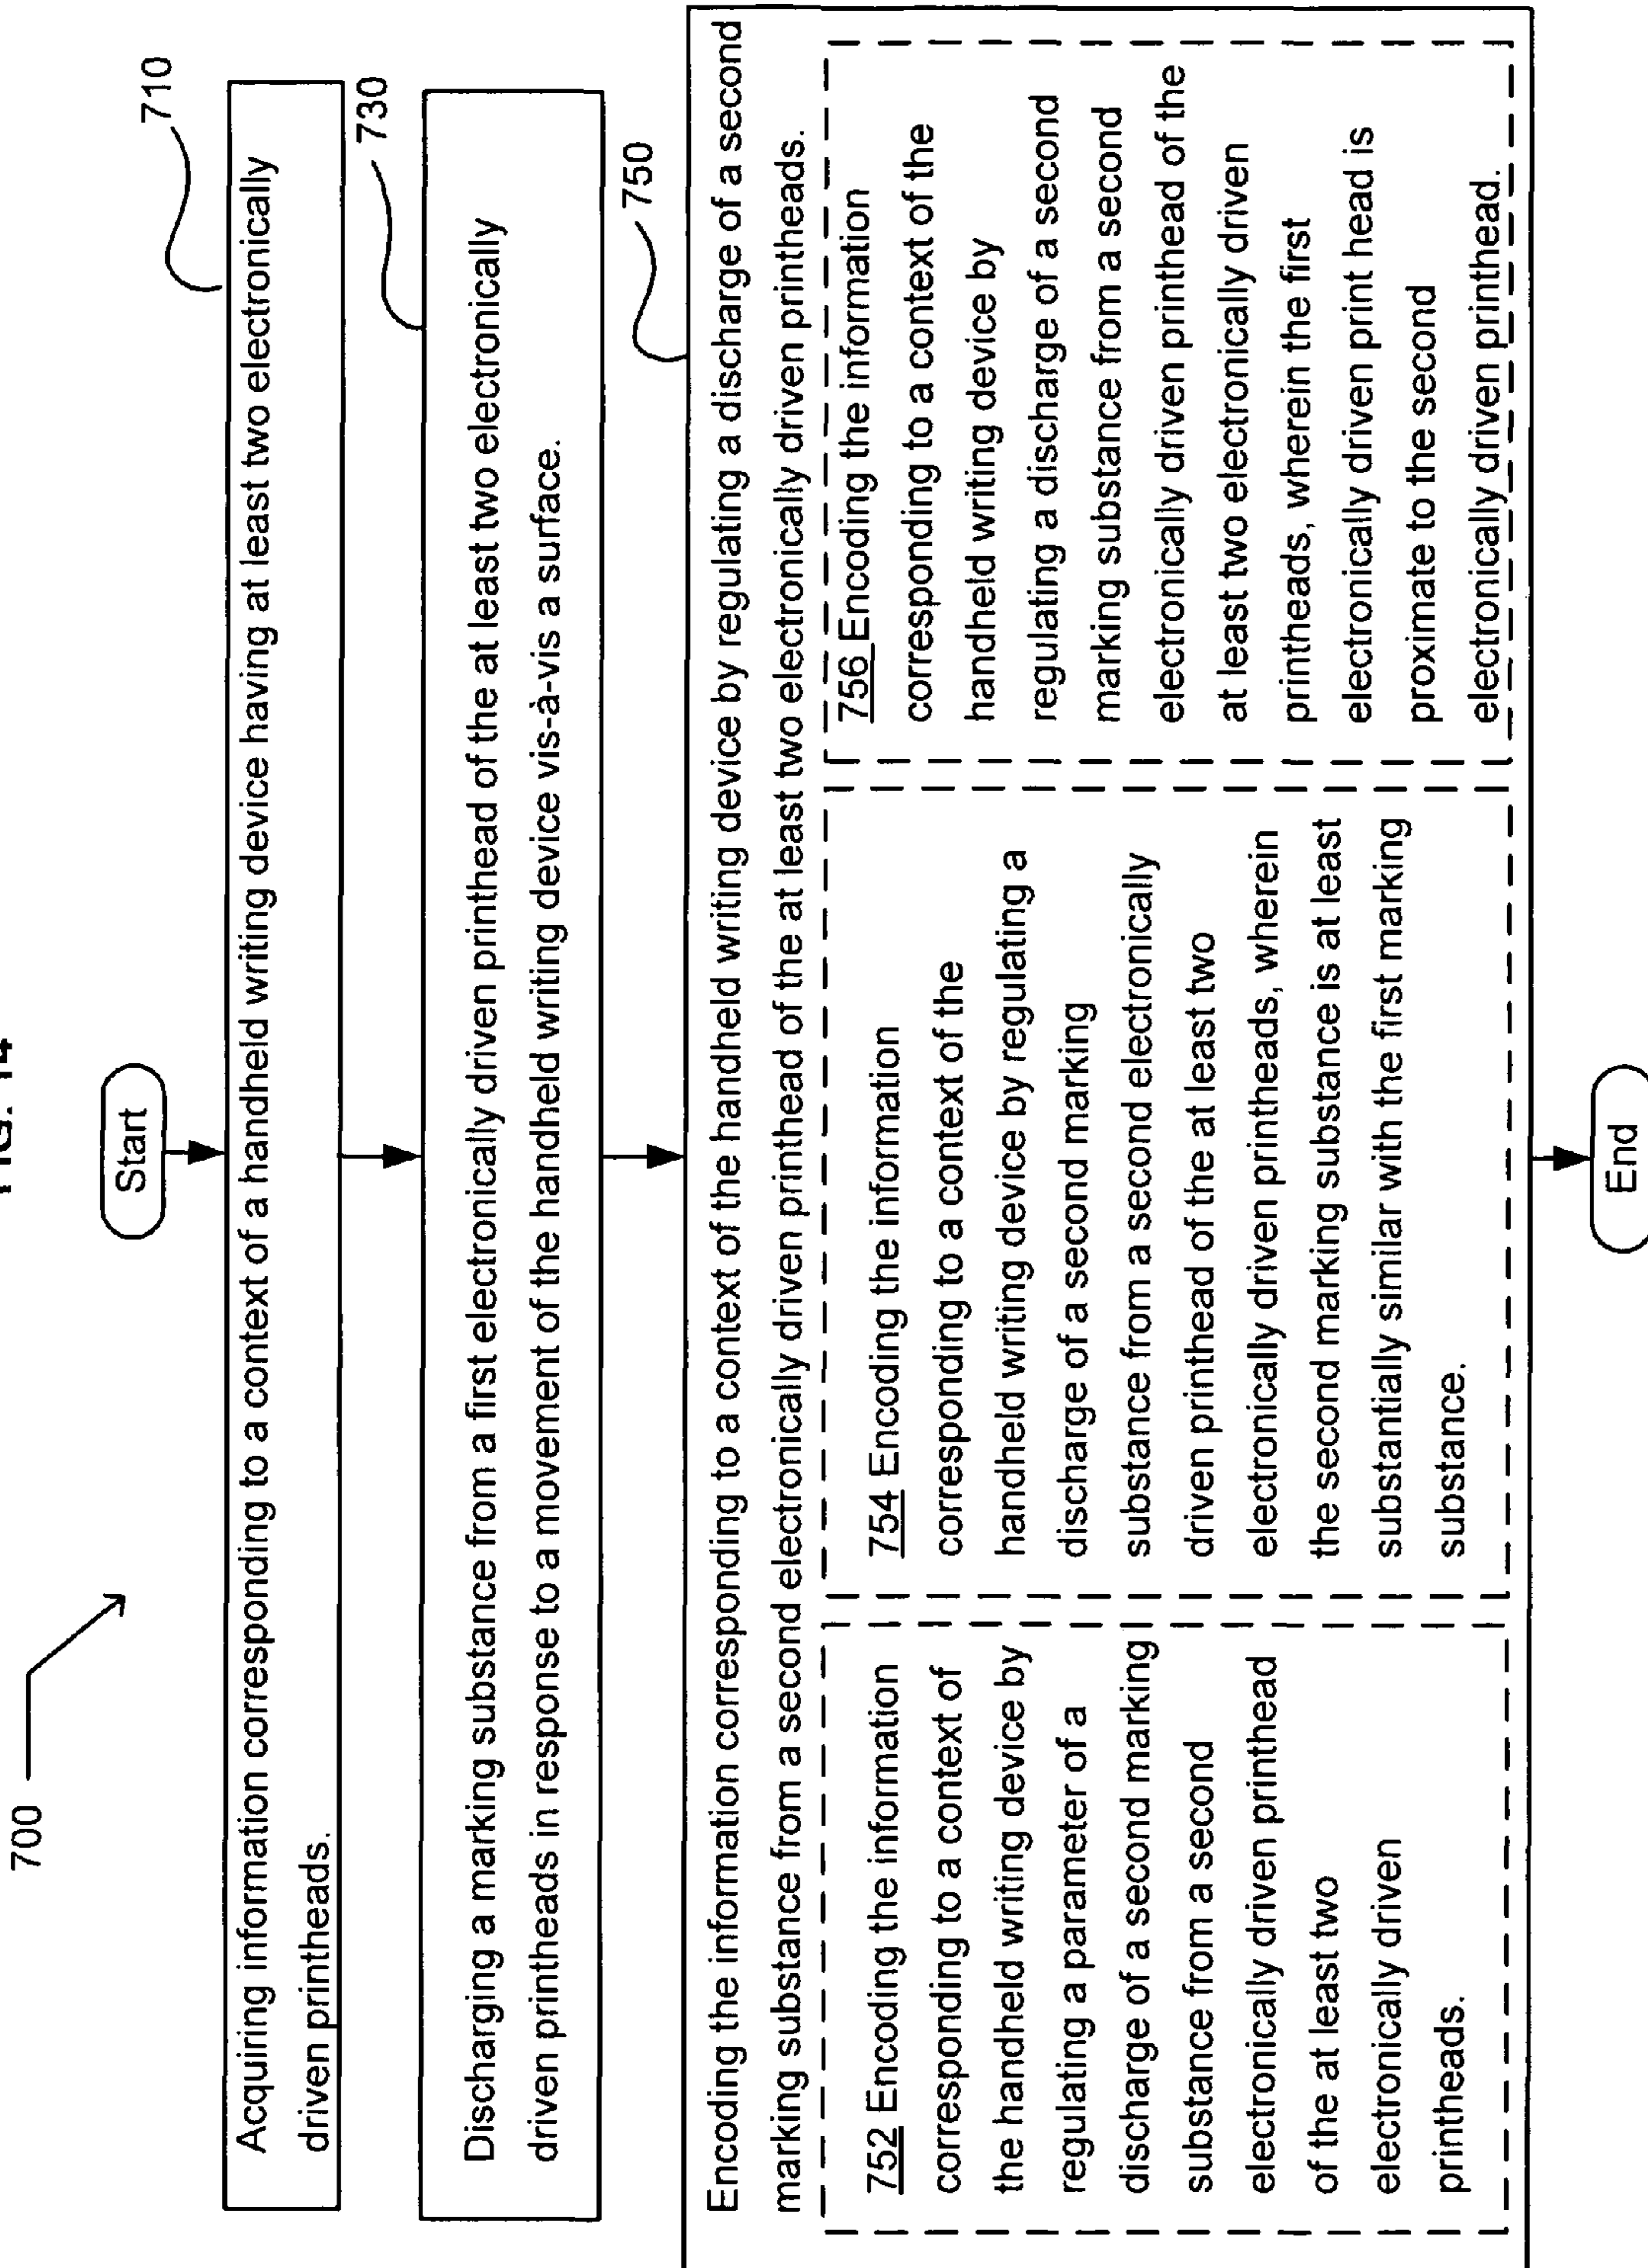 FIG. 14
700
Start
710
Acquiring information corresponding to a context of a handheld writing device having at least two electronically
driven printheads.
730
Discharging a marking substance from a first electronically driven printhead of the at least two electronically
driven printheads in response to a movement of the handheld writing device vis-à-vis a surface.
750
Encoding the information corresponding to a context of the handheld writing device by regulating a discharge of a second
marking substance from a second electronically driven printhead of the at least two electronically driven printheads.
752 Encoding the information
corresponding to a context of
the handheld writing device by
regulating a parameter of a
discharge of a second marking
substance from a second
electronically driven printhead
of the at least two
electronically driven
printheads.
754 Encoding the information
corresponding to a context of the
handheld writing device by regulating a
discharge of a second marking
substance from a second electronically
driven printhead of the at least two
electronically driven printheads, wherein
the second marking substance is at least
substantially similar with the first marking
substance.
756 Encoding the information
corresponding to a context of the
handheld writing device by
regulating a discharge of a second
marking substance from a second
electronically driven printhead of the
at least two electronically driven
printheads, wherein the first
electronically driven print head is
proximate to the second
electronically driven printhead.
End